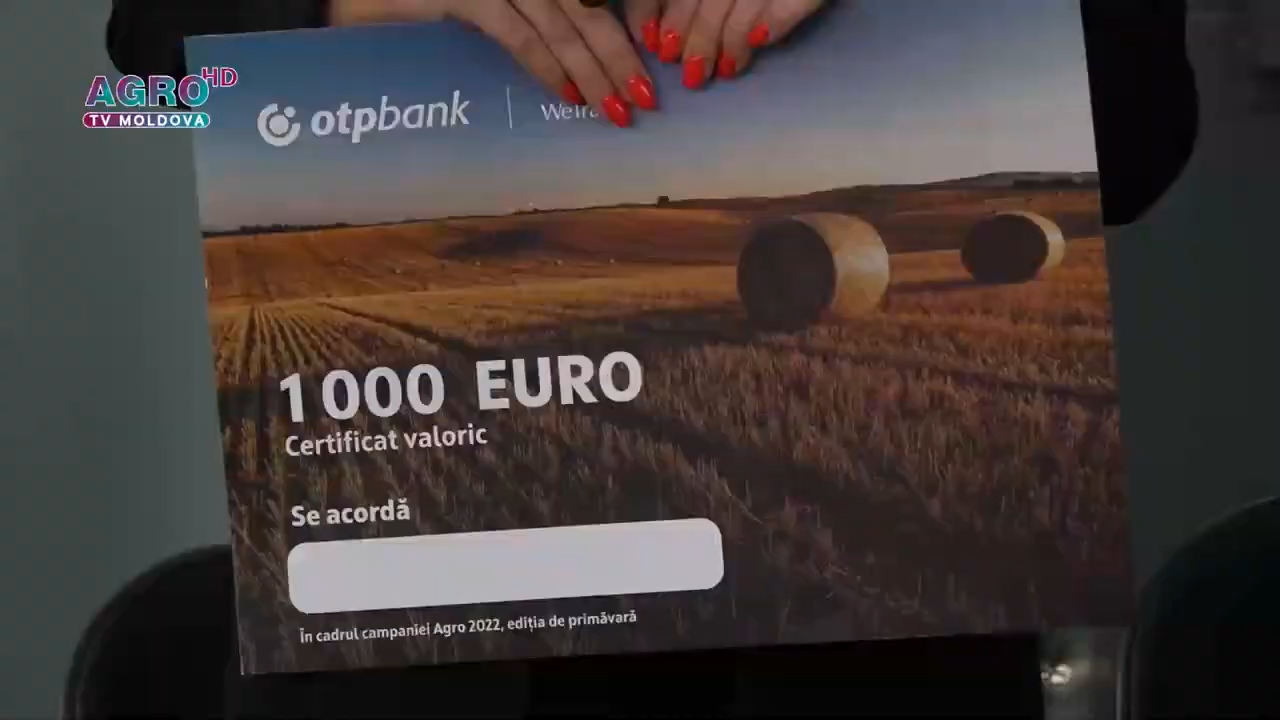 AGRO HD
TV MOLDOVA
otpbank
1 000 EURO
Certificat valoric
Se acordă
În cadrul campaniei Agro 2022, ediția de primăvară